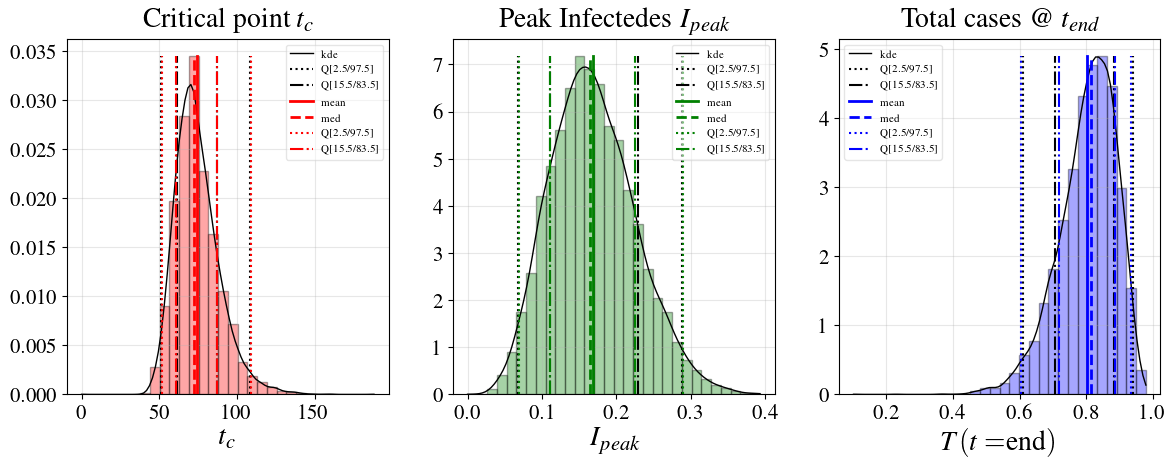 Critical point t_c
0.035
0.030
0.025
0.020
0.015
0.010
0.005
0.000
0
50
100
150
t_c
kde
Q[2.5/97.5]
Q[15.5/83.5]
mean
med
Q[2.5/97.5]
Q[15.5/83.5]
Peak Infectedes I_peak
7
6
5
4
3
2
1
0
0.0
0.1
0.2
0.3
0.4
I_peak
kde
Q[2.5/97.5]
Q[15.5/83.5]
mean
med
Q[2.5/97.5]
Q[15.5/83.5]
Total cases @ t_end
5
4
3
2
1
0
0.2
0.4
0.6
0.8
1.0
T(t =end)
kde
Q[2.5/97.5]
Q[15.5/83.5]
mean
med
Q[2.5/97.5]
Q[15.5/83.5]